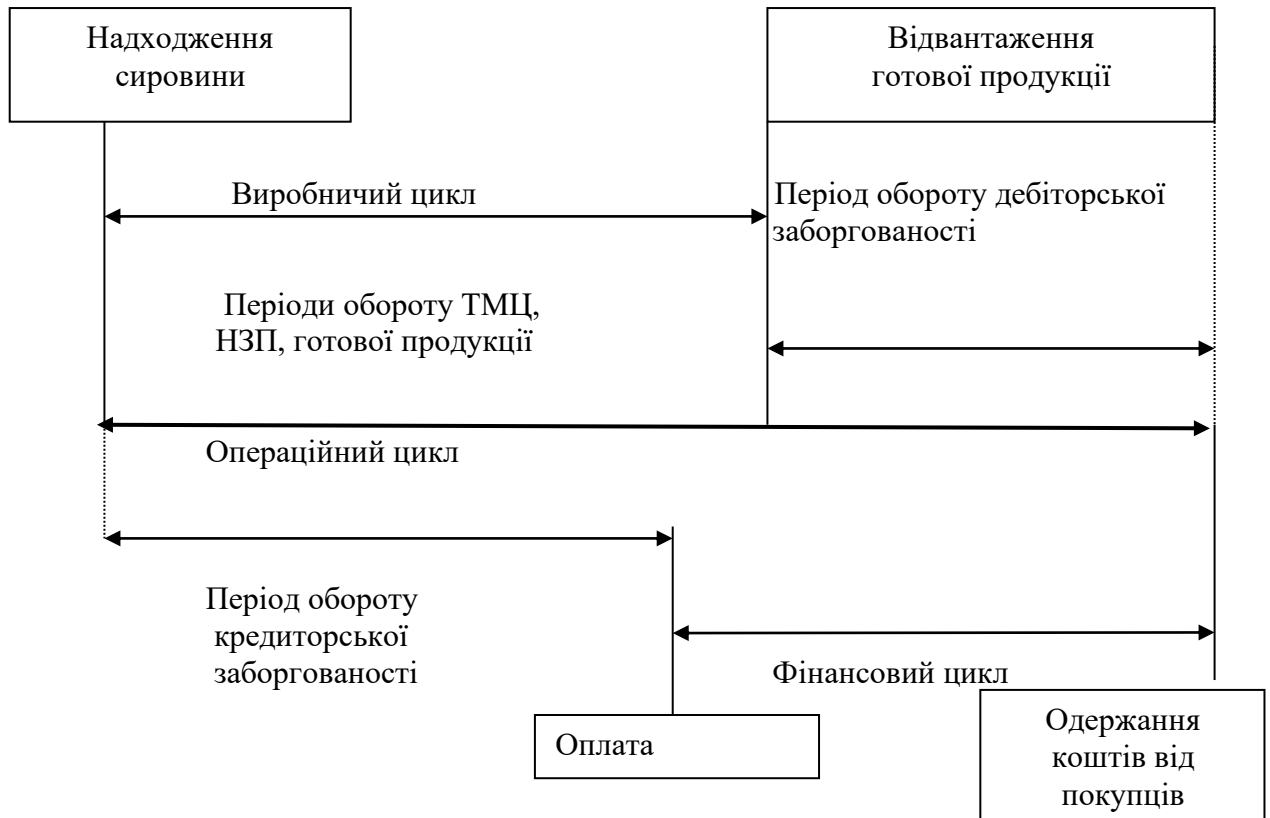 Надходження
сировини
Відвантаження
готової продукції
Виробничий цикл
Період обороту дебіторської
заборгованості
Періоди обороту ТМЦ,
НЗП, готової продукції
Операційний цикл
Період обороту
кредиторської
заборгованості
Фінансовий цикл
Оплата
Одержання
коштів від
покупців